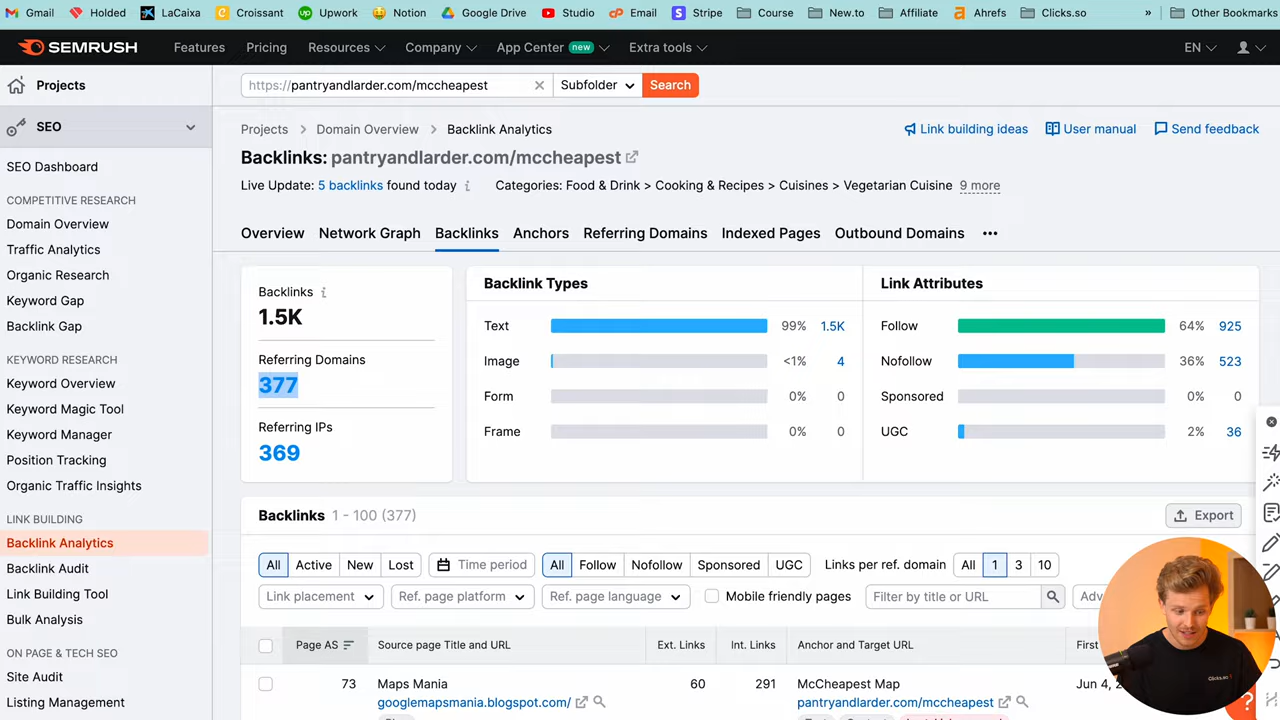 Gmail Holded LaCaixa Croissant Upwork Notion Google Drive Studio Email Stripe Course New.to Affiliate Ahrefs Clicks.so » Other Bookmarks
SEMRUSH Features Pricing Resources Company App Center new Extra tools EN
Projects
https://pantryandlarder.com/mccheapest Subfolder Search
SEO
SEO Dashboard
COMPETITIVE RESEARCH
Domain Overview
Traffic Analytics
Organic Research
Keyword Gap
Backlink Gap
KEYWORD RESEARCH
Keyword Overview
Keyword Magic Tool
Keyword Manager
Position Tracking
Organic Traffic Insights
LINK BUILDING
Backlink Analytics
Backlink Audit
Link Building Tool
Bulk Analysis
ON PAGE & TECH SEO
Site Audit
Listing Management
Projects > Domain Overview > Backlink Analytics
Link building ideas User manual Send feedback
Backlinks: pantryandlarder.com/mccheapest
Live Update: 5 backlinks found today i Categories: Food & Drink > Cooking & Recipes > Cuisines > Vegetarian Cuisine 9 more
Overview Network Graph Backlinks Anchors Referring Domains Indexed Pages Outbound Domains •••
Backlinks i
1.5K
Referring Domains
377
Referring IPs
369
Backlink Types
Text 99% 1.5K
Image <1% 4
Form 0% 0
Frame 0% 0
Link Attributes
Follow 64% 925
Nofollow 36% 523
Sponsored 0% 0
UGC 2% 36
Backlinks 1 - 100 (377) Export
All Active New Lost Time period All Follow Nofollow Sponsored UGC Links per ref. domain All 1 3 10
Link placement Ref. page platform Ref. page language Mobile friendly pages Filter by title or URL
Page AS Source page Title and URL Ext. Links Int. Links Anchor and Target URL First
73 Maps Mania 60 291 McCheapest Map Jun 4,
googlemapsmania.blogspot.com/ pantryandlarder.com/mccheapest
Clicks.so
?